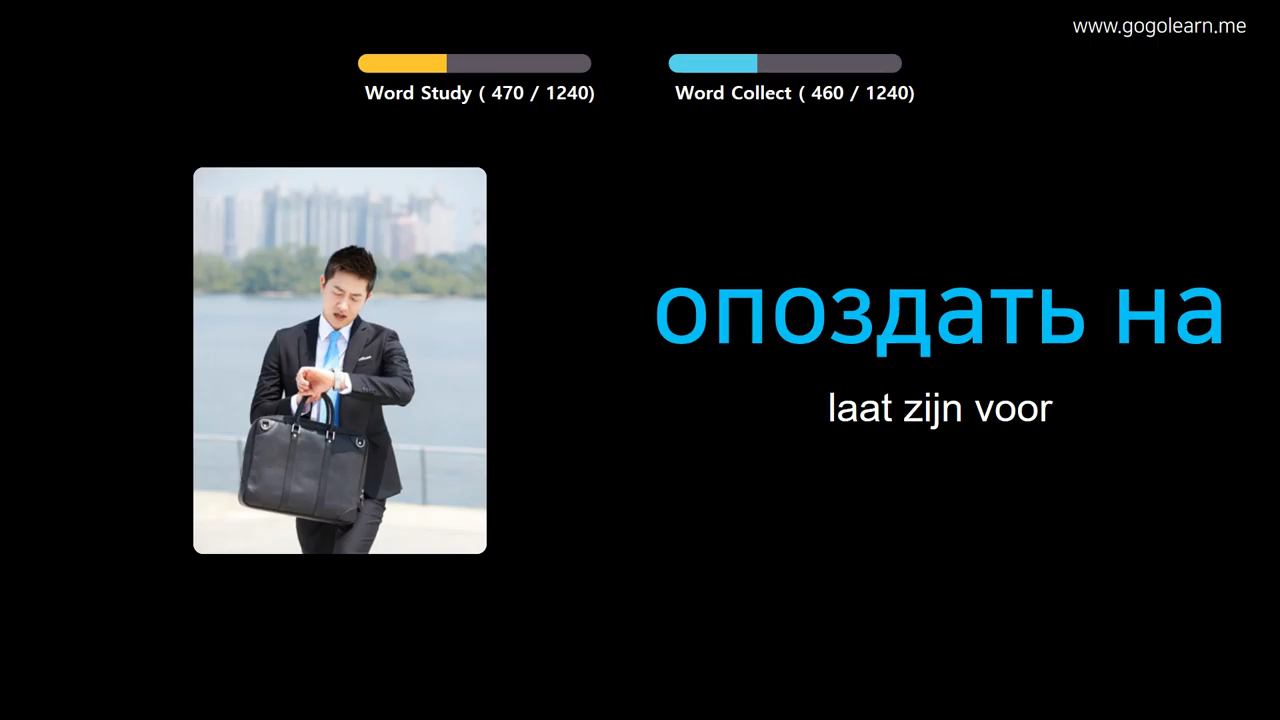 www.gogolearn.me
Word Study ( 470 / 1240)
Word Collect ( 460 / 1240)
опоздать на
laat zijn voor